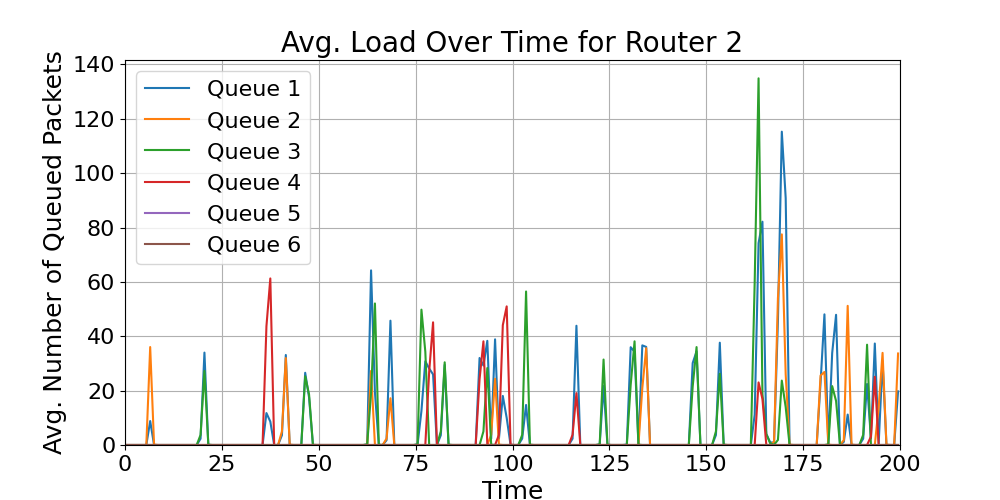 Avg. Load Over Time for Router 2
Avg. Number of Queued Packets
140
120
100
80
60
40
20
0
Queue 1
Queue 2
Queue 3
Queue 4
Queue 5
Queue 6
0 25 50 75 100 125 150 175 200
Time